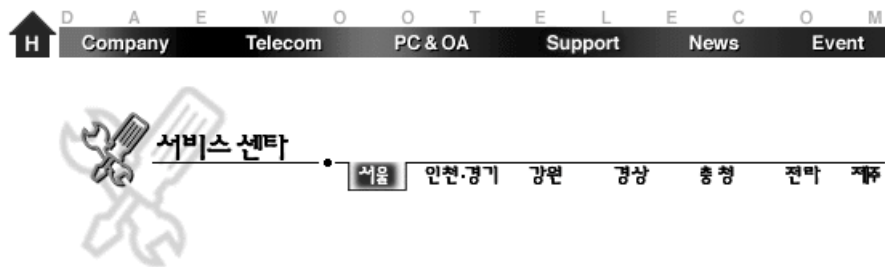 D A E W O O T E L E C O M
H Company Telecom PC & OA Support News Event
서비스 센타
서울 인천·경기 강원 경상 충청 전라 제주